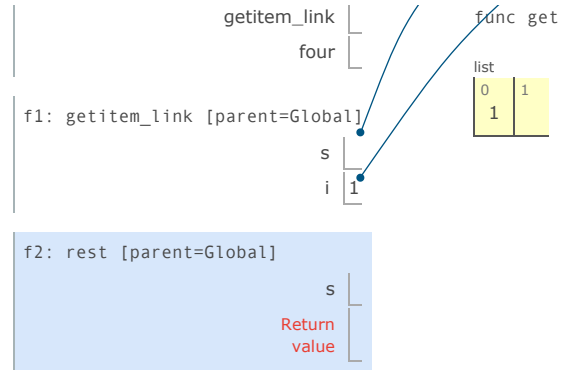 getitem_link
four
func get
list
0 1
1
f1: getitem_link [parent=Global]
s
i 1
f2: rest [parent=Global]
s
Return
value